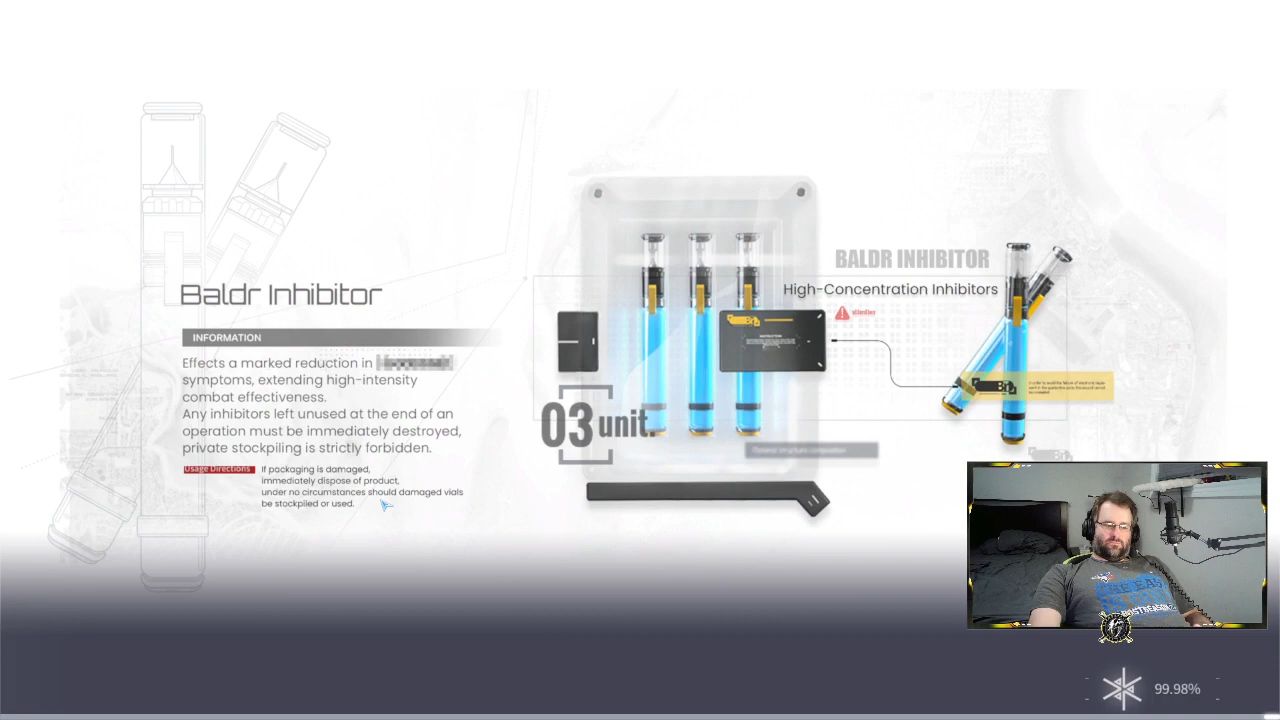 Baldr Inhibitor
INFORMATION
Effects a marked reduction in
symptoms, extending high-intensity
combat effectiveness.
Any inhibitors left unused at the end of an
operation must be immediately destroyed,
private stockpiling is strictly forbidden.
Usage Directions
If packaging is damaged,
immediately dispose of product,
under no circumstances should damaged vials
be stockpiled or used.
03 unit.
BALDR INHIBITOR
High-Concentration Inhibitors
attention
99.98%